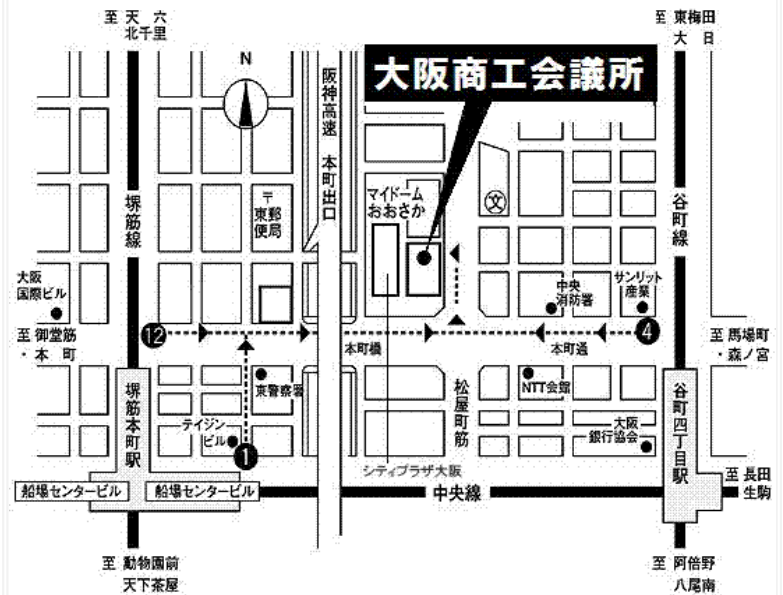 至 天 六
北千里
至 東梅田
大 日
N
大阪商工会議所
阪神高速 本町出口
堺筋線
谷町線
〒
東郵
便局
マイドーム
おおさか
文
大阪
国際ビル
中央
消防署
サンリット
産業
至 御堂筋
・本 町
12
本町橋
本町通
4
至 馬場町
・森ノ宮
東警察署
NTT会館
堺筋本町駅
テイジン
ビル
1
松屋町筋
大阪
銀行協会
谷町四丁目駅
シティプラザ大阪
船場センタービル
船場センタービル
中央線
至 長田
生駒
至 動物園前
天下茶屋
至 阿倍野
八尾南